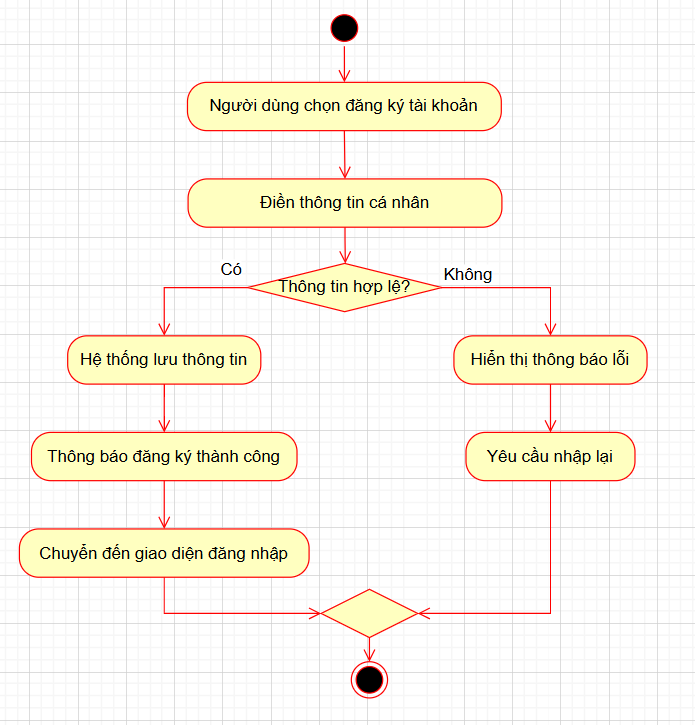 Người dùng chọn đăng ký tài khoản
Điền thông tin cá nhân
Thông tin hợp lệ?
Có
Không
Hệ thống lưu thông tin
Hiển thị thông báo lỗi
Thông báo đăng ký thành công
Yêu cầu nhập lại
Chuyển đến giao diện đăng nhập